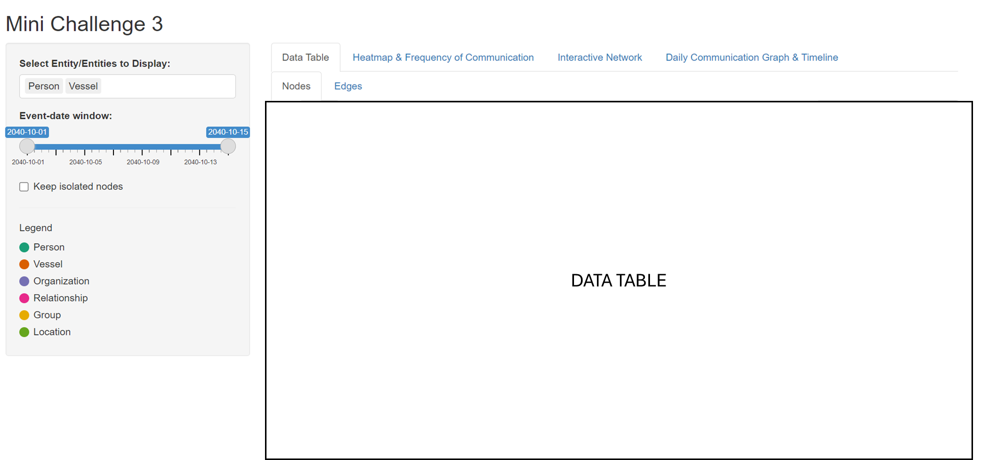 Mini Challenge 3
Select Entity/Entities to Display:
Person Vessel
Event-date window:
2040-10-01 2040-10-15
2040-10-01 2040-10-05 2040-10-09 2040-10-13
Keep isolated nodes
Legend
Person
Vessel
Organization
Relationship
Group
Location
Data Table Heatmap & Frequency of Communication Interactive Network Daily Communication Graph & Timeline
Nodes Edges
DATA TABLE